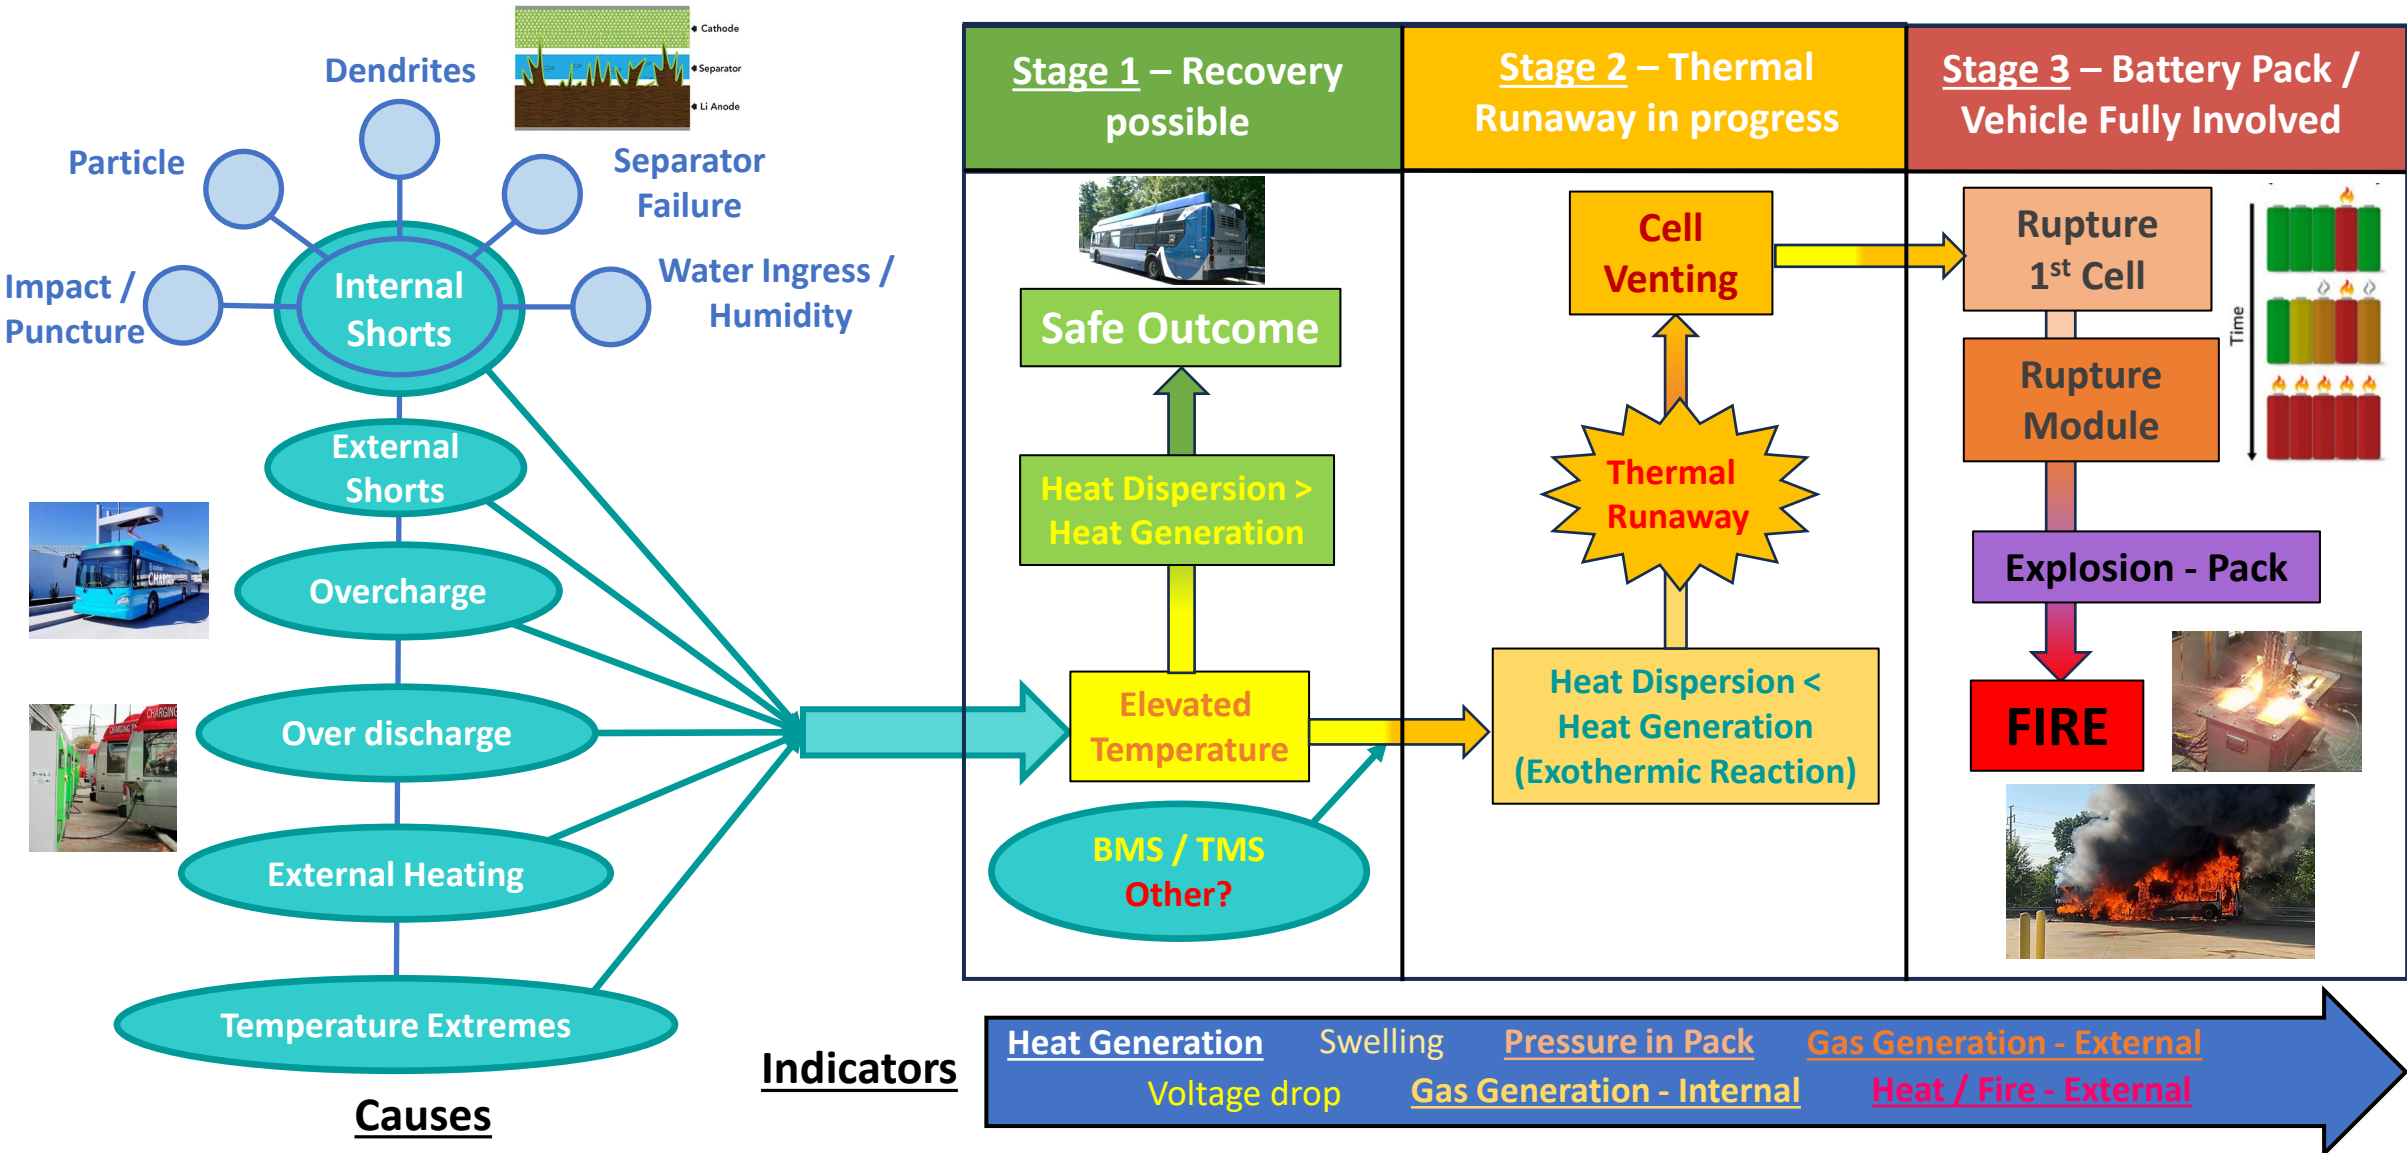 Cathode
Separator
Li Anode
Dendrites
Particle
Separator
Failure
Impact /
Puncture
Water Ingress /
Humidity
Internal
Shorts
External
Shorts
Overcharge
Over discharge
External Heating
Temperature Extremes
Causes
CHARGING
CHARGING
Stage 1 – Recovery
possible
Safe Outcome
Heat Dispersion >
Heat Generation
Elevated
Temperature
BMS / TMS
Other?
Stage 2 – Thermal
Runaway in progress
Cell
Venting
Thermal
Runaway
Heat Dispersion <
Heat Generation
(Exothermic Reaction)
Stage 3 – Battery Pack /
Vehicle Fully Involved
Rupture
1st Cell
Rupture
Module
Explosion - Pack
FIRE
Time
Indicators
Heat Generation
Swelling
Pressure in Pack
Gas Generation - External
Voltage drop
Gas Generation - Internal
Heat / Fire - External